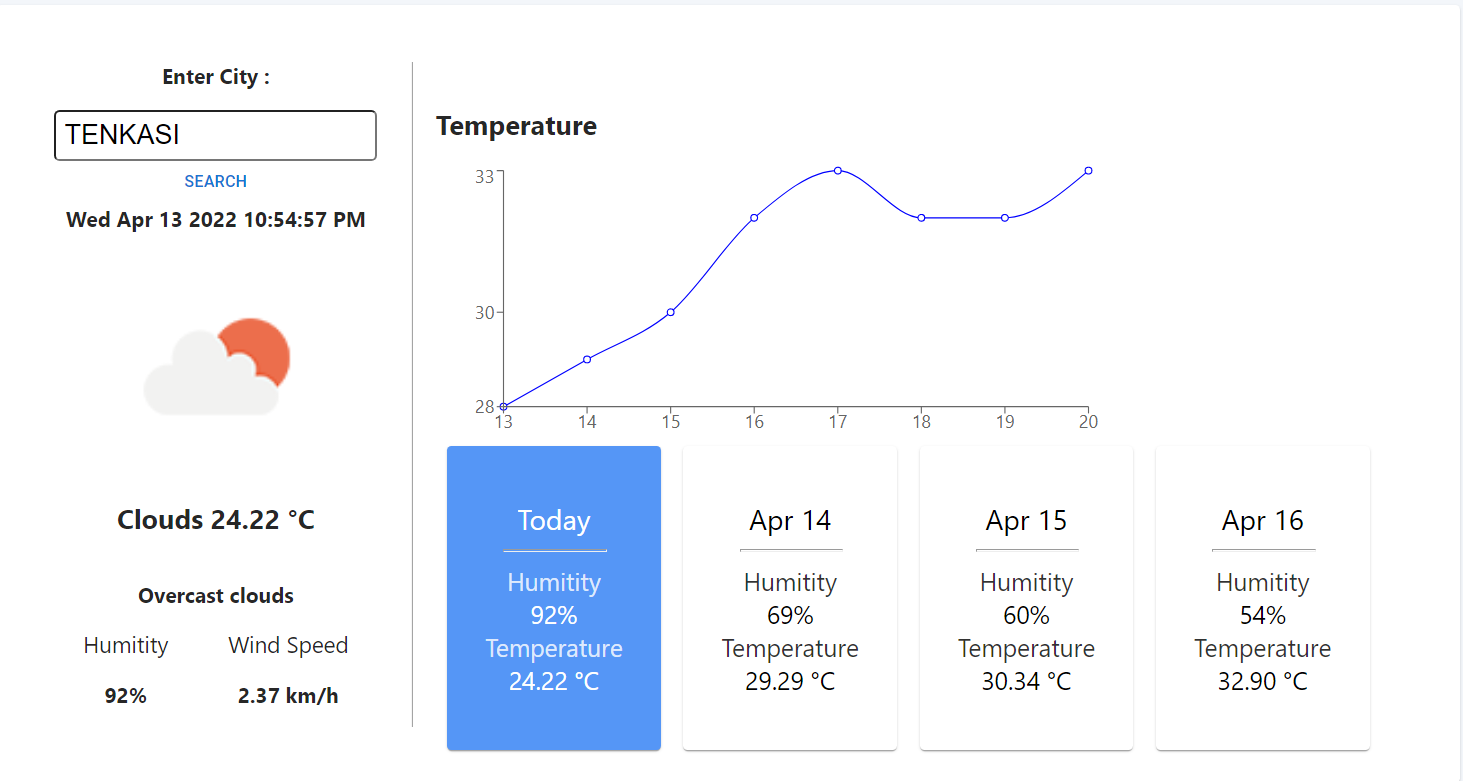 Enter City :
TENKASI
SEARCH
Wed Apr 13 2022 10:54:57 PM
Clouds 24.22 °C
Overcast clouds
Humitity Wind Speed
92% 2.37 km/h
Temperature
33
30
28
13 14 15 16 17 18 19 20
Today
Humitity
92%
Temperature
24.22 °C
Apr 14
Humitity
69%
Temperature
29.29 °C
Apr 15
Humitity
60%
Temperature
30.34 °C
Apr 16
Humitity
54%
Temperature
32.90 °C